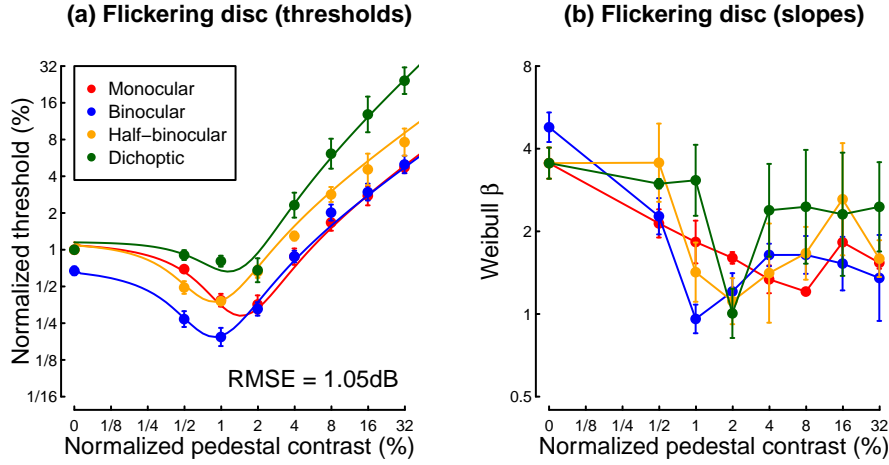 (a) Flickering disc (thresholds)
Normalized threshold (%)
32
16
8
4
2
1
1/2
1/4
1/8
1/16
Monocular
Binocular
Half−binocular
Dichoptic
RMSE = 1.05dB
0 1/8 1/4 1/2 1 2 4 8 16 32
Normalized pedestal contrast (%)
(b) Flickering disc (slopes)
Weibull β
8
4
2
1
0.5
0 1/8 1/4 1/2 1 2 4 8 16 32
Normalized pedestal contrast (%)